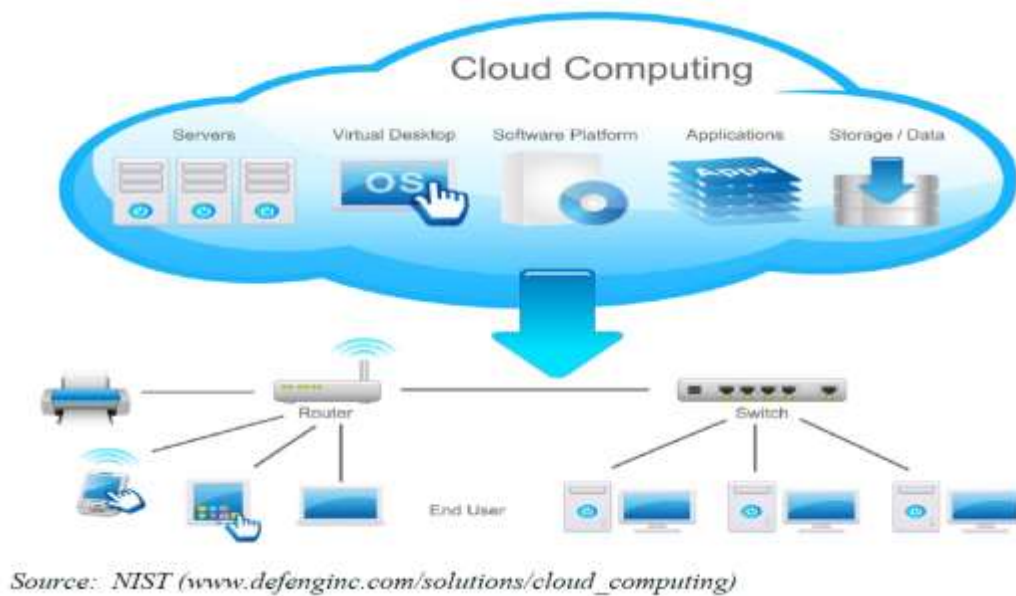 Cloud Computing
Servers
Virtual Desktop
Software Platform
Applications
Storage / Data
OS
Apps
Router
Switch
End User
Source: NIST (www.defenginc.com/solutions/cloud_computing)